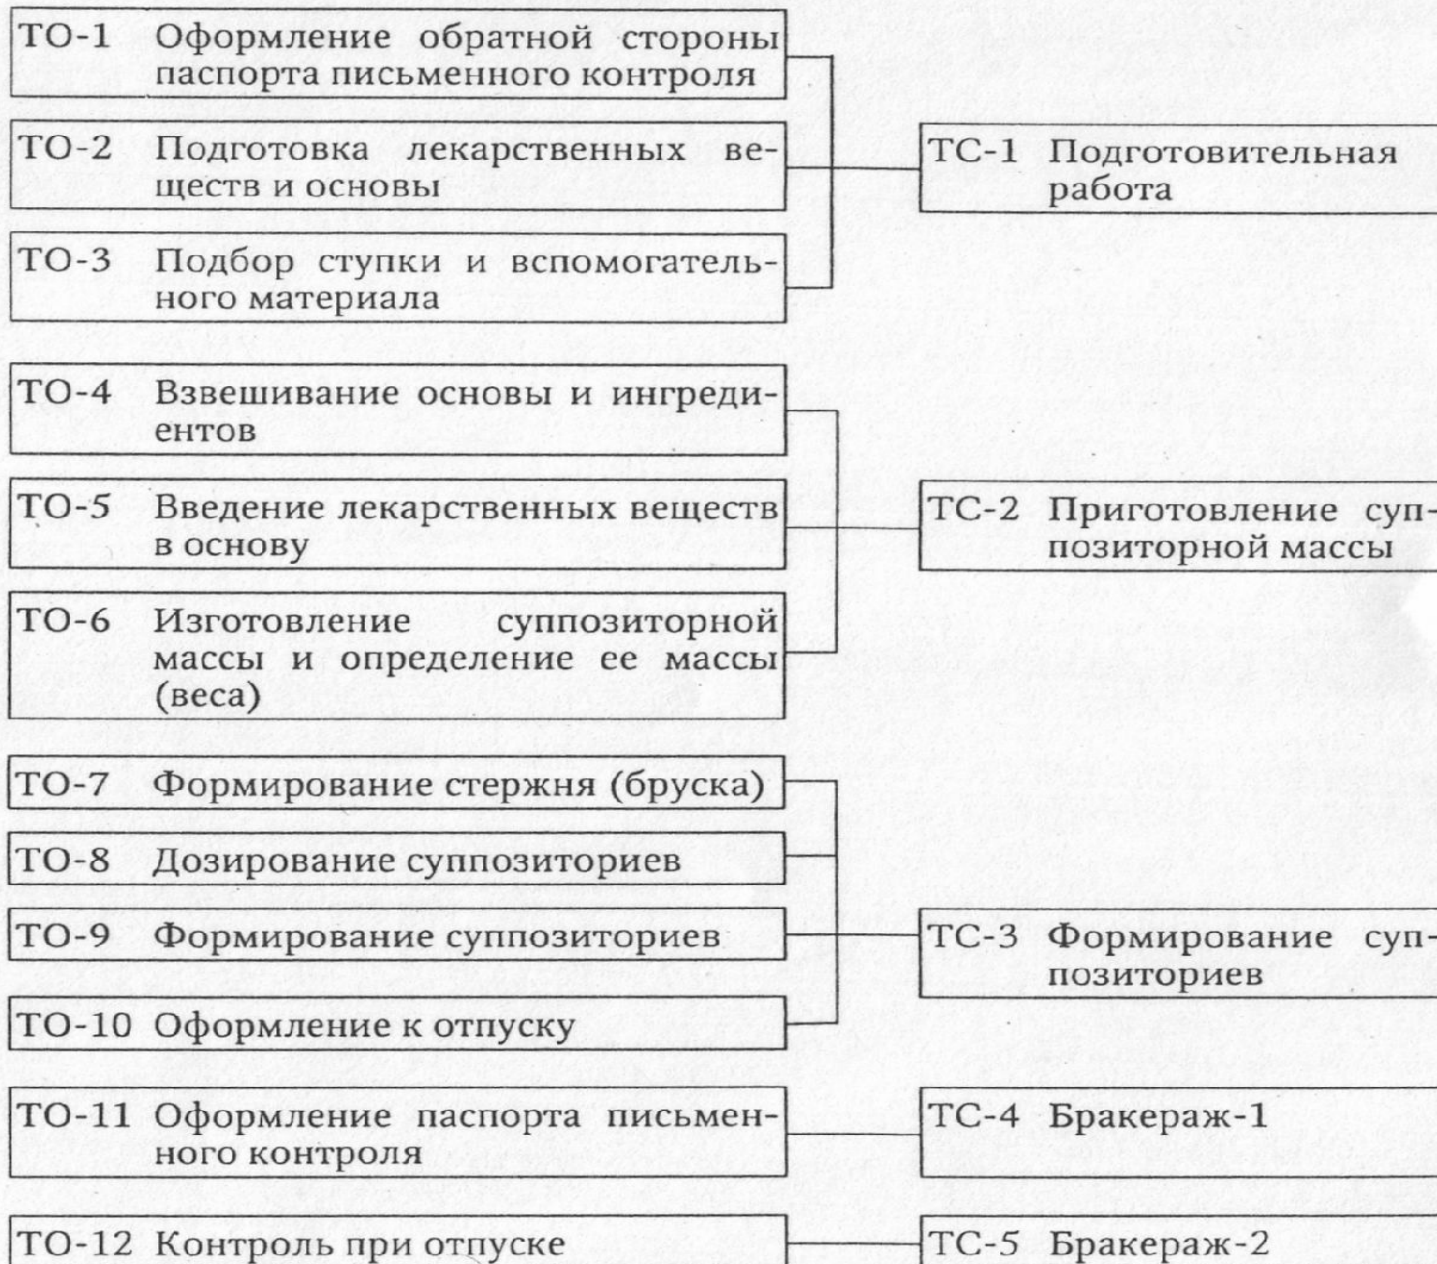 ТО-1 Оформление обратной стороны
паспорта письменного контроля
ТО-2 Подготовка лекарственных ве-
ществ и основы
ТС-1 Подготовительная
работа
ТО-3 Подбор ступки и вспомогатель-
ного материала
ТО-4 Взвешивание основы и ингреди-
ентов
ТО-5 Введение лекарственных веществ
в основу
ТС-2 Приготовление суп-
позиторной массы
ТО-6 Изготовление суппозиторной
массы и определение ее массы
(веса)
ТО-7 Формирование стержня (бруска)
ТО-8 Дозирование суппозиториев
ТО-9 Формирование суппозиториев
ТС-3 Формирование суп-
позиториев
ТО-10 Оформление к отпуску
ТО-11 Оформление паспорта письмен-
ного контроля
ТС-4 Бракераж-1
ТО-12 Контроль при отпуске
ТС-5 Бракераж-2